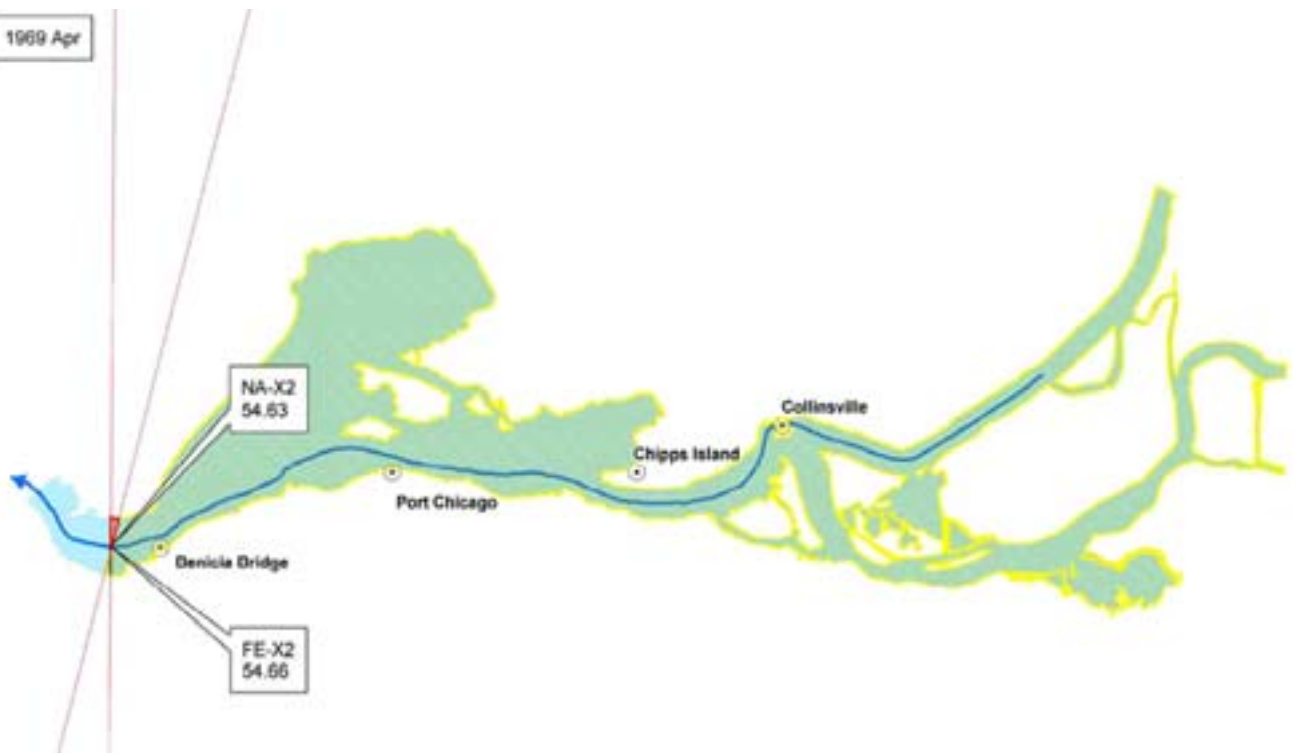 1969 Apr
NA-X2
54.63
Collinsville
Chipps Island
Port Chicago
Benicia Bridge
FE-X2
54.66